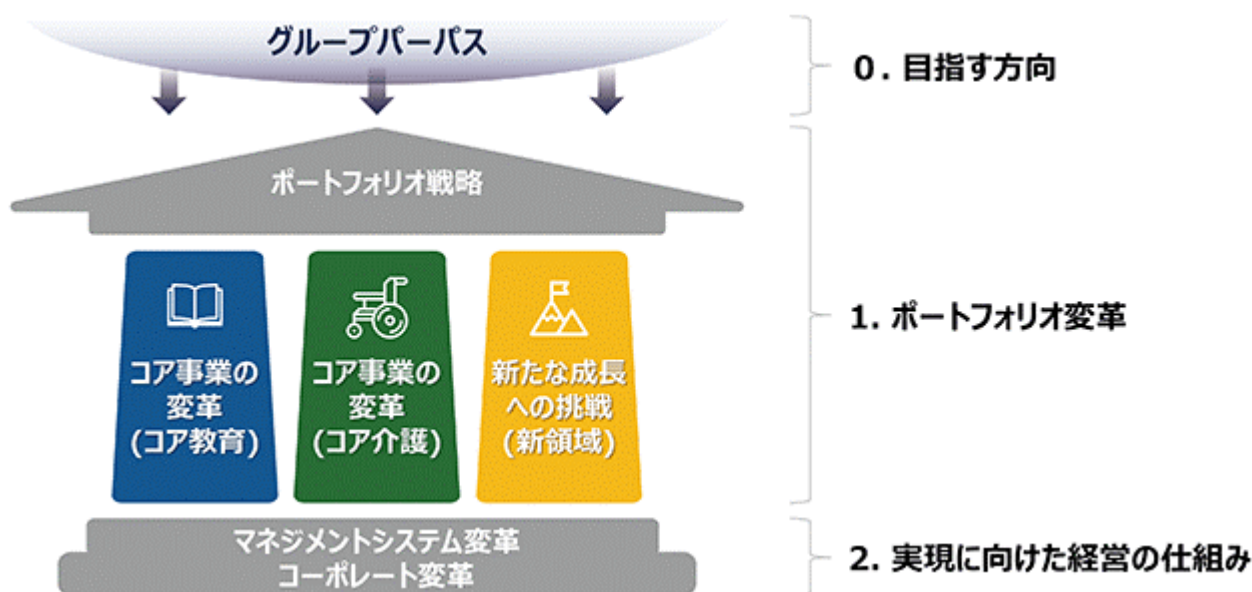 グループパーパス
0. 目指す方向
ポートフォリオ戦略
コア事業の
変革
(コア教育)
コア事業の
変革
(コア介護)
新たな成長
への挑戦
(新領域)
1. ポートフォリオ変革
マネジメントシステム変革
コーポレート変革
2. 実現に向けた経営の仕組み